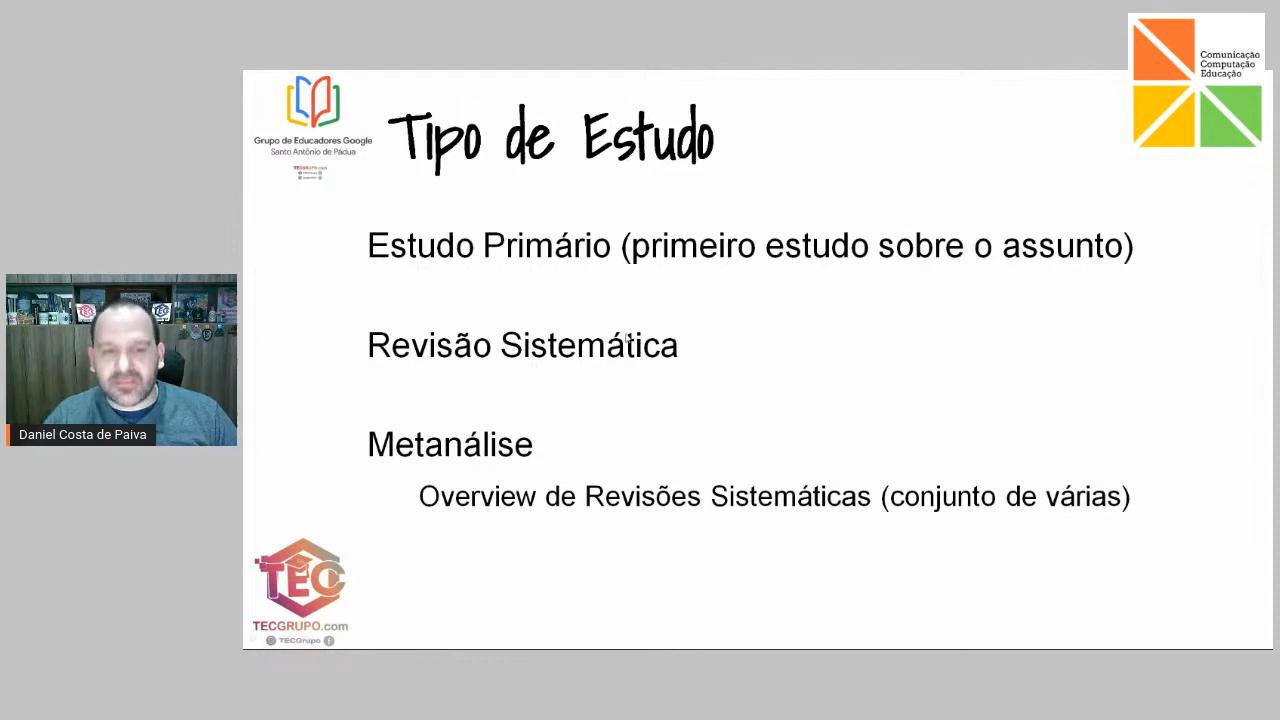 Comunicação
Computação
Educação
Grupo de Educadores Google
Santo Antônio de Pádua
TECGRUPO.com
Tipo de Estudo
Estudo Primário (primeiro estudo sobre o assunto)
Revisão Sistemática
Metanálise
Overview de Revisões Sistemáticas (conjunto de várias)
Daniel Costa de Paiva
TEC
TECGRUPO.com
TECGrupo